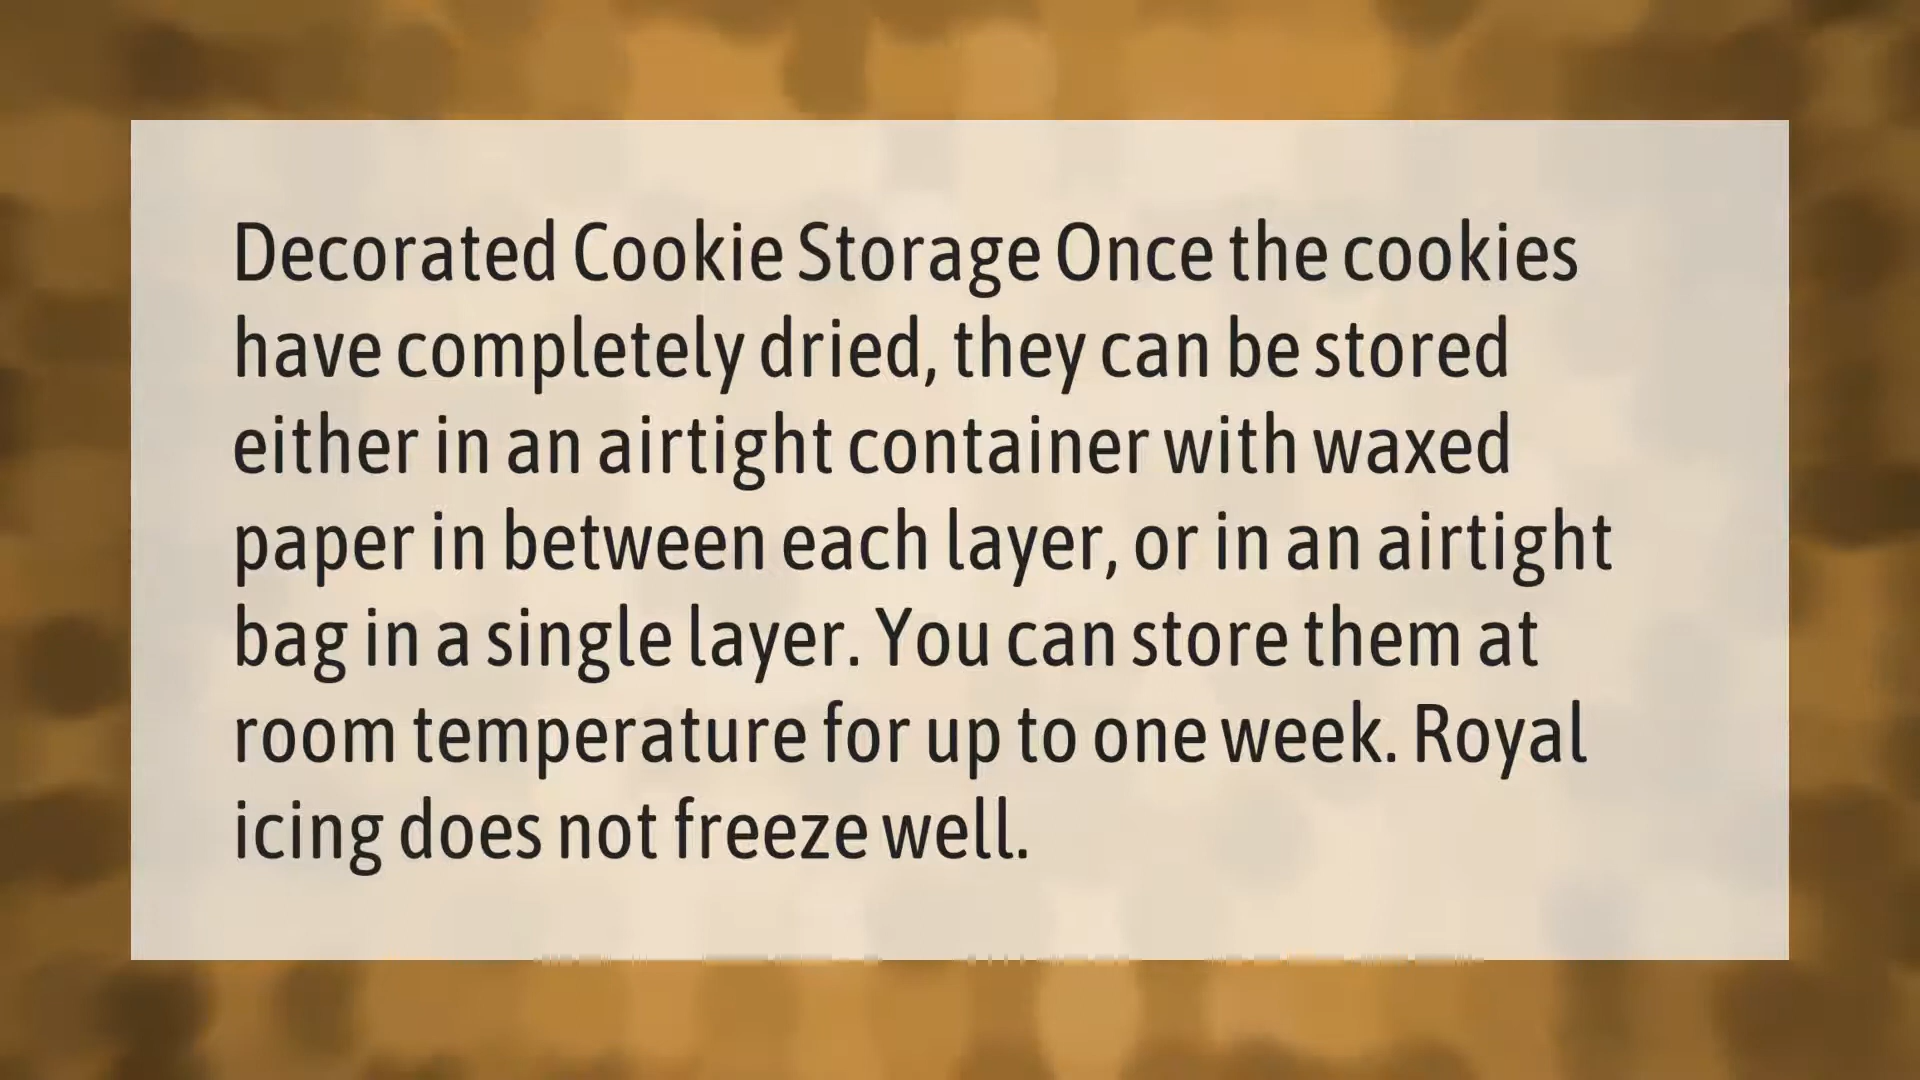 Decorated Cookie Storage Once the cookies
have completely dried, they can be stored
either in an airtight container with waxed
paper in between each layer, or in an airtight
bag in a single layer. You can store them at
room temperature for up to one week. Royal
icing does not freeze well.